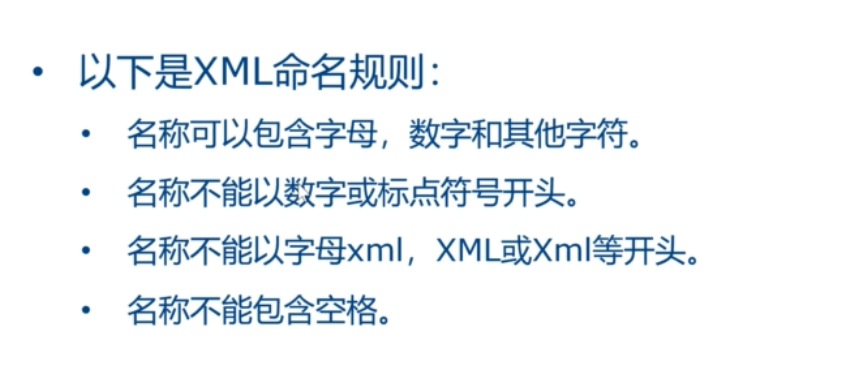 • 以下是XML命名规则：
• 名称可以包含字母，数字和其他字符。
• 名称不能以数字或标点符号开头。
• 名称不能以字母xml，XML或Xml等开头。
• 名称不能包含空格。